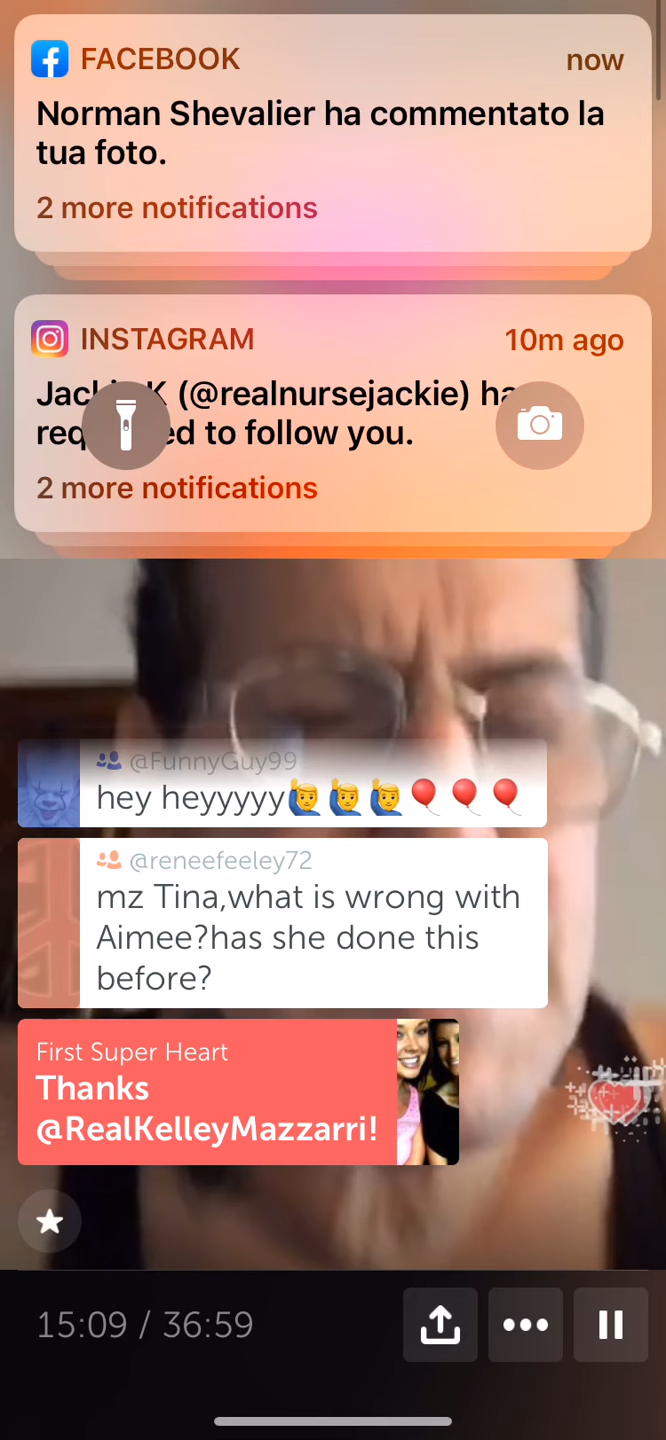 FACEBOOK
now
Norman Shevalier ha commentato la
tua foto.
2 more notifications
INSTAGRAM
10m ago
(@realnursejackie)
to follow you.
2 more notifications
@FunnyGuy99
hey heyyyyy🙋‍♂️🙋‍♂️🙋‍♂️🎈🎈🎈
@reneefeeley72
mz Tina,what is wrong with
Aimee?has she done this
before?
First Super Heart
Thanks
@RealKelleyMazzarri!
15:09 / 36:59